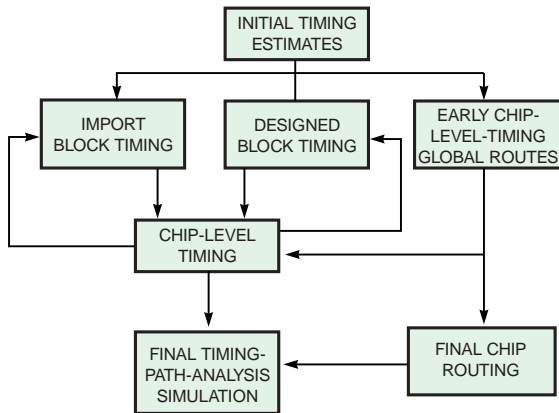 INITIAL TIMING
ESTIMATES
IMPORT
BLOCK TIMING
DESIGNED
BLOCK TIMING
EARLY CHIP-
LEVEL-TIMING
GLOBAL ROUTES
CHIP-LEVEL
TIMING
FINAL TIMING-
PATH-ANALYSIS
SIMULATION
FINAL CHIP
ROUTING